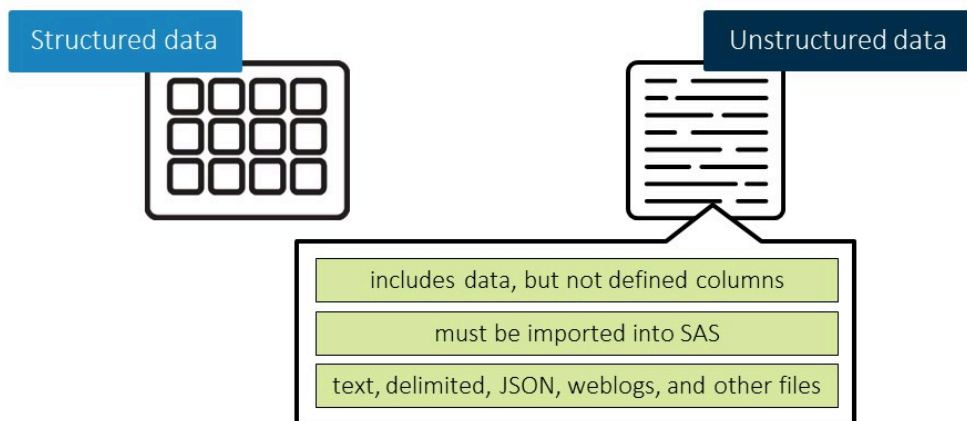 Structured data
Unstructured data
includes data, but not defined columns
must be imported into SAS
text, delimited, JSON, weblogs, and other files